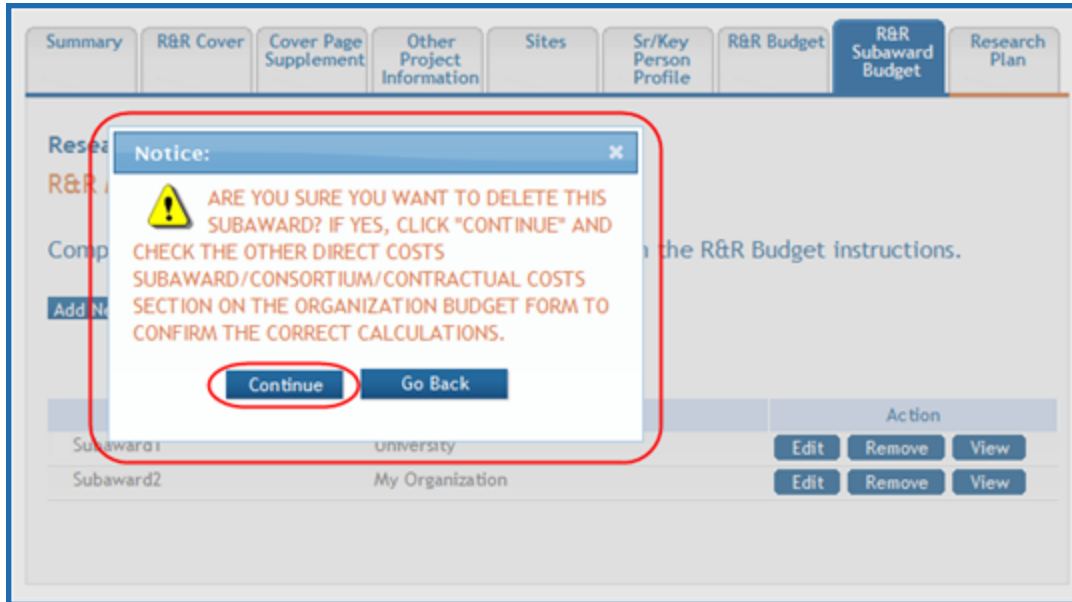 Summary
R&R Cover
Cover Page
Supplement
Other
Project
Information
Sites
Sr/Key
Person
Profile
R&R Budget
R&R
Subaward
Budget
Research
Plan
Notice:
R&R
ARE YOU SURE YOU WANT TO DELETE THIS
SUBAWARD? IF YES, CLICK "CONTINUE" AND
CHECK THE OTHER DIRECT COSTS
SUBAWARD/CONSORTIUM/CONTRACTUAL COSTS
SECTION ON THE ORGANIZATION BUDGET FORM TO
CONFIRM THE CORRECT CALCULATIONS.
the R&R Budget instructions.
Add
Continue
Go Back
Action
Subaward1 University Edit Remove View
Subaward2 My Organization Edit Remove View